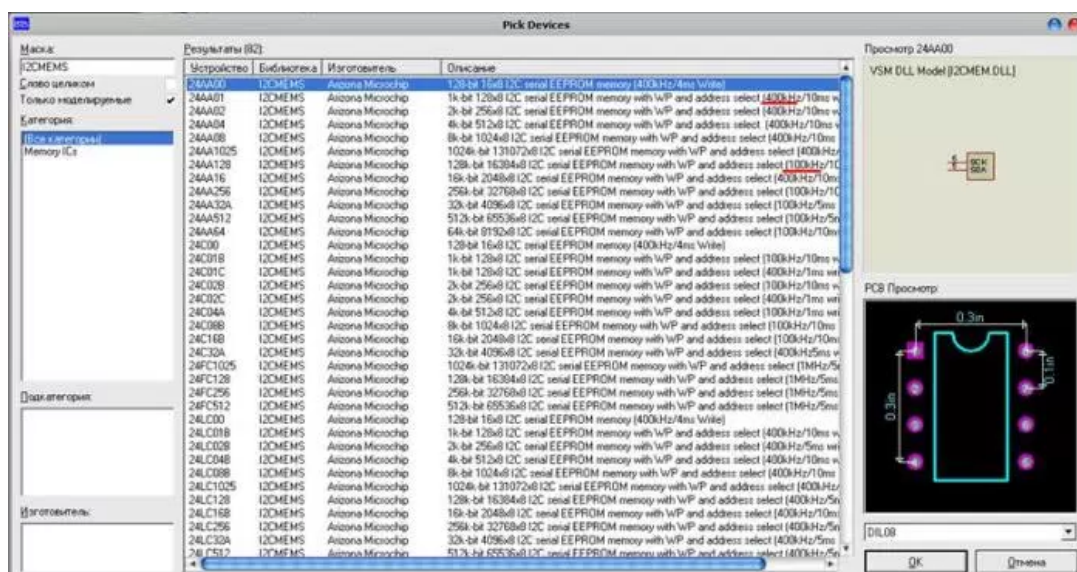 Pick Devices
Маска:
I2CMEMS
Слово целиком
Только моделируемые
Категория:
(Все категории)
Memory ICs
Подкатегория:
Изготовитель:
Результаты (82):
Устройство Библиотека Изготовитель Описание
24AA00 I2CMEMS Arizona Microchip 128-bit 16x8 I2C serial EEPROM memory (400kHz/4ms Write)
24AA01 I2CMEMS Arizona Microchip 1k-bit 128x8 I2C serial EEPROM memory with WP and address select (400kHz/10ms w
24AA02 I2CMEMS Arizona Microchip 2k-bit 256x8 I2C serial EEPROM memory with WP and address select (400kHz/10ms w
24AA04 I2CMEMS Arizona Microchip 4k-bit 512x8 I2C serial EEPROM memory with WP and address select (400kHz/10ms
24AA08 I2CMEMS Arizona Microchip 8k-bit 1024x8 I2C serial EEPROM memory with WP and address select (400kHz/10ms
24AA1025 I2CMEMS Arizona Microchip 1024k-bit 131072x8 I2C serial EEPROM memory with WP and address select (400kHz
24AA128 I2CMEMS Arizona Microchip 128k-bit 16384x8 I2C serial EEPROM memory with WP and address select (100kHz/10
24AA16 I2CMEMS Arizona Microchip 16k-bit 2048x8 I2C serial EEPROM memory with WP and address select (400kHz/10ms
24AA256 I2CMEMS Arizona Microchip 256k-bit 32768x8 I2C serial EEPROM memory with WP and address select (100kHz/10
24AA32A I2CMEMS Arizona Microchip 32k-bit 4096x8 I2C serial EEPROM memory with WP and address select (100kHz/5ms
24AA512 I2CMEMS Arizona Microchip 512k-bit 65536x8 I2C serial EEPROM memory with WP and address select (100kHz/5m
24AA64 I2CMEMS Arizona Microchip 64k-bit 8192x8 I2C serial EEPROM memory with WP and address select (100kHz/10ms
24C00 I2CMEMS Arizona Microchip 128-bit 16x8 I2C serial EEPROM memory (400kHz/4ms Write)
24C01B I2CMEMS Arizona Microchip 1k-bit 128x8 I2C serial EEPROM memory with WP and address select (100kHz/10ms w
24C01C I2CMEMS Arizona Microchip 1k-bit 128x8 I2C serial EEPROM memory with WP and address select (400kHz/1ms wri
24C02B I2CMEMS Arizona Microchip 2k-bit 256x8 I2C serial EEPROM memory with WP and address select (100kHz/10ms w
24C02C I2CMEMS Arizona Microchip 2k-bit 256x8 I2C serial EEPROM memory with WP and address select (400kHz/1ms wri
24C04A I2CMEMS Arizona Microchip 4k-bit 512x8 I2C serial EEPROM memory with WP and address select (100kHz/1ms wri
24C08B I2CMEMS Arizona Microchip 8k-bit 1024x8 I2C serial EEPROM memory with WP and address select (100kHz/10ms
24C16B I2CMEMS Arizona Microchip 16k-bit 2048x8 I2C serial EEPROM memory with WP and address select (100kHz/10ms
24C32A I2CMEMS Arizona Microchip 32k-bit 4096x8 I2C serial EEPROM memory with WP and address select (400kHz/5ms w
24FC1025 I2CMEMS Arizona Microchip 1024k-bit 131072x8 I2C serial EEPROM memory with WP and address select (1MHz/5
24FC128 I2CMEMS Arizona Microchip 128k-bit 16384x8 I2C serial EEPROM memory with WP and address select (1MHz/5ms
24FC256 I2CMEMS Arizona Microchip 256k-bit 32768x8 I2C serial EEPROM memory with WP and address select (1MHz/5ms
24FC512 I2CMEMS Arizona Microchip 512k-bit 65536x8 I2C serial EEPROM memory with WP and address select (1MHz/5ms
24LC00 I2CMEMS Arizona Microchip 128-bit 16x8 I2C serial EEPROM memory (400kHz/4ms Write)
24LC01B I2CMEMS Arizona Microchip 1k-bit 128x8 I2C serial EEPROM memory with WP and address select (400kHz/10ms w
24LC02B I2CMEMS Arizona Microchip 2k-bit 256x8 I2C serial EEPROM memory with WP and address select (400kHz/5ms wri
24LC04B I2CMEMS Arizona Microchip 4k-bit 512x8 I2C serial EEPROM memory with WP and address select (400kHz/10ms w
24LC08B I2CMEMS Arizona Microchip 8k-bit 1024x8 I2C serial EEPROM memory with WP and address select (400kHz/10ms
24LC1025 I2CMEMS Arizona Microchip 1024k-bit 131072x8 I2C serial EEPROM memory with WP and address select (400kHz/
24LC128 I2CMEMS Arizona Microchip 128k-bit 16384x8 I2C serial EEPROM memory with WP and address select (400kHz/5m
24LC16B I2CMEMS Arizona Microchip 16k-bit 2048x8 I2C serial EEPROM memory with WP and address select (400kHz/10ms
24LC256 I2CMEMS Arizona Microchip 256k-bit 32768x8 I2C serial EEPROM memory with WP and address select (400kHz/5m
24LC32A I2CMEMS Arizona Microchip 32k-bit 4096x8 I2C serial EEPROM memory with WP and address select (400kHz/5ms
24LC512 I2CMEMS Arizona Microchip 512k-bit 65536x8 I2C serial EEPROM memory with WP and address select (400kHz/5m
Просмотр 24AA00
VSM DLL Model [I2CMEM.DLL]
SCK
SDA
PCB Просмотр:
0.3in
0.1in
0.3in
DIL08
OK
Отмена